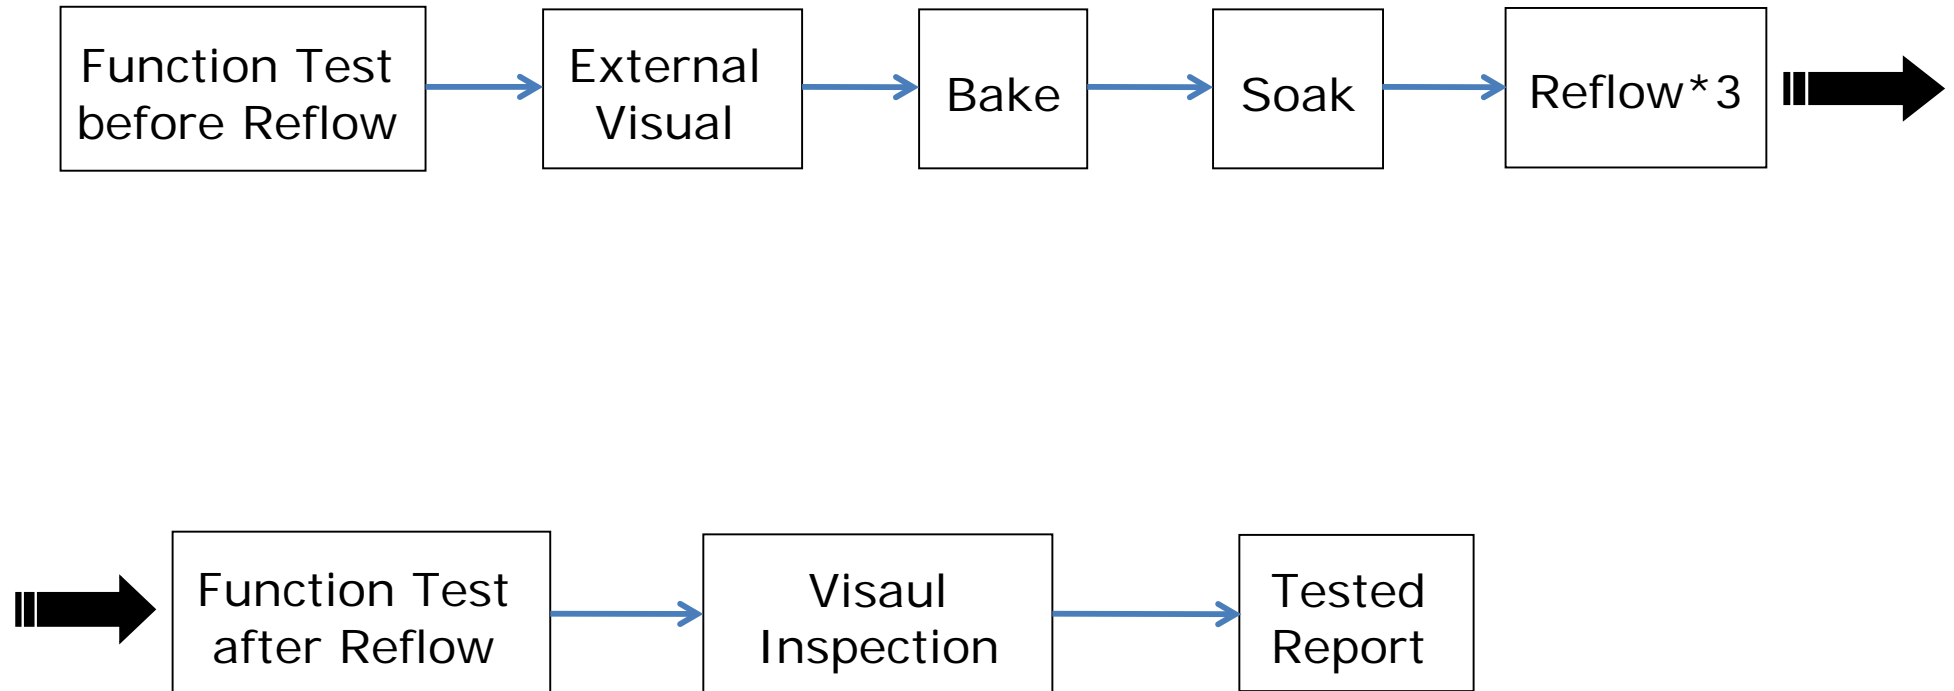 Function Test
before Reflow
External
Visual
Bake
Soak
Reflow*3
Function Test
after Reflow
Visaul
Inspection
Tested
Report